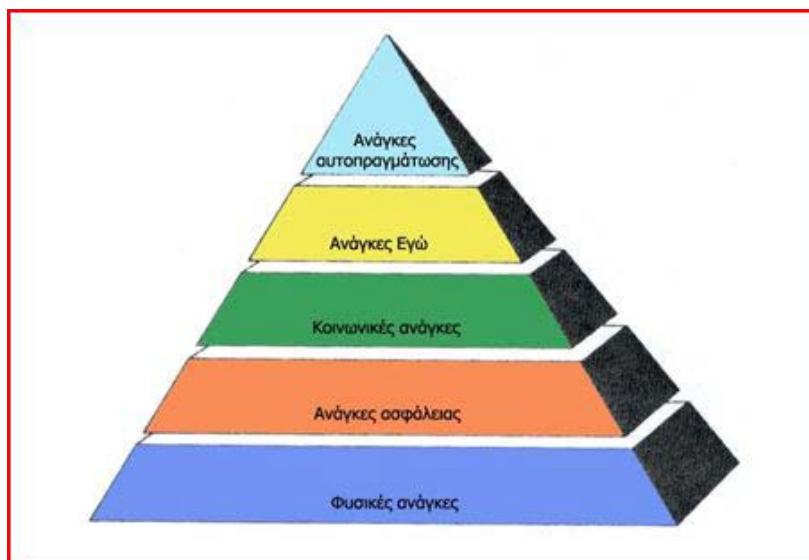 Ανάγκες
αυτοπραγμάτωσης
Ανάγκες Εγώ
Κοινωνικές ανάγκες
Ανάγκες ασφάλειας
Φυσικές ανάγκες